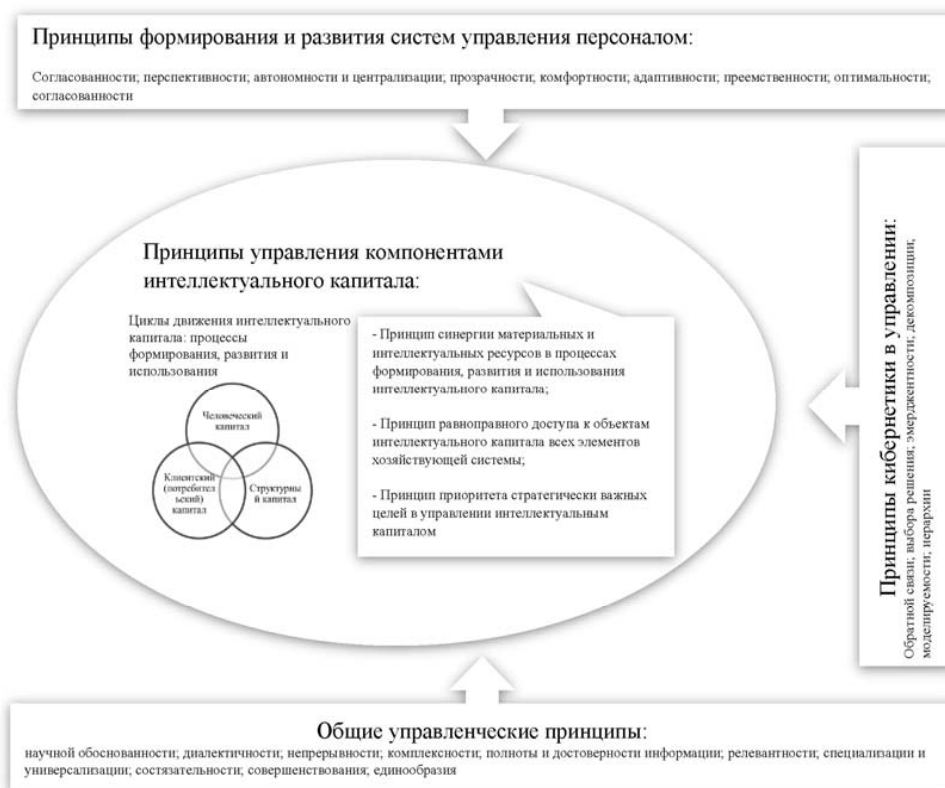 Принципы формирования и развития систем управления персоналом:
Согласованности; перспективности; автономности и централизации; прозрачности; комфортности; адаптивности; преемственности; оптимальности;
согласованности
Принципы управления компонентами
интеллектуального капитала:
Циклы движения интеллектуального
капитала: процессы
формирования, развития и
использования
Человеческий
капитал
Клиентский
(потребител
ьский)
капитал
Структурны
й капитал
- Принцип синергии материальных и
интеллектуальных ресурсов в процессах
формирования, развития и использования
интеллектуального капитала;
- Принцип равноправного доступа к объектам
интеллектуального капитала всех элементов
хозяйствующей системы;
- Принцип приоритета стратегически важных
целей в управлении интеллектуальным
капиталом
Принципы кибернетики в управлении:
Обратной связи; выбора решения; эмерджентности; декомпозиции;
моделируемости; иерархии
Общие управленческие принципы:
научной обоснованности; диалектичности; непрерывности; комплексности; полноты и достоверности информации; релевантности; специализации и
универсализации; состязательности; совершенствования; единообразия